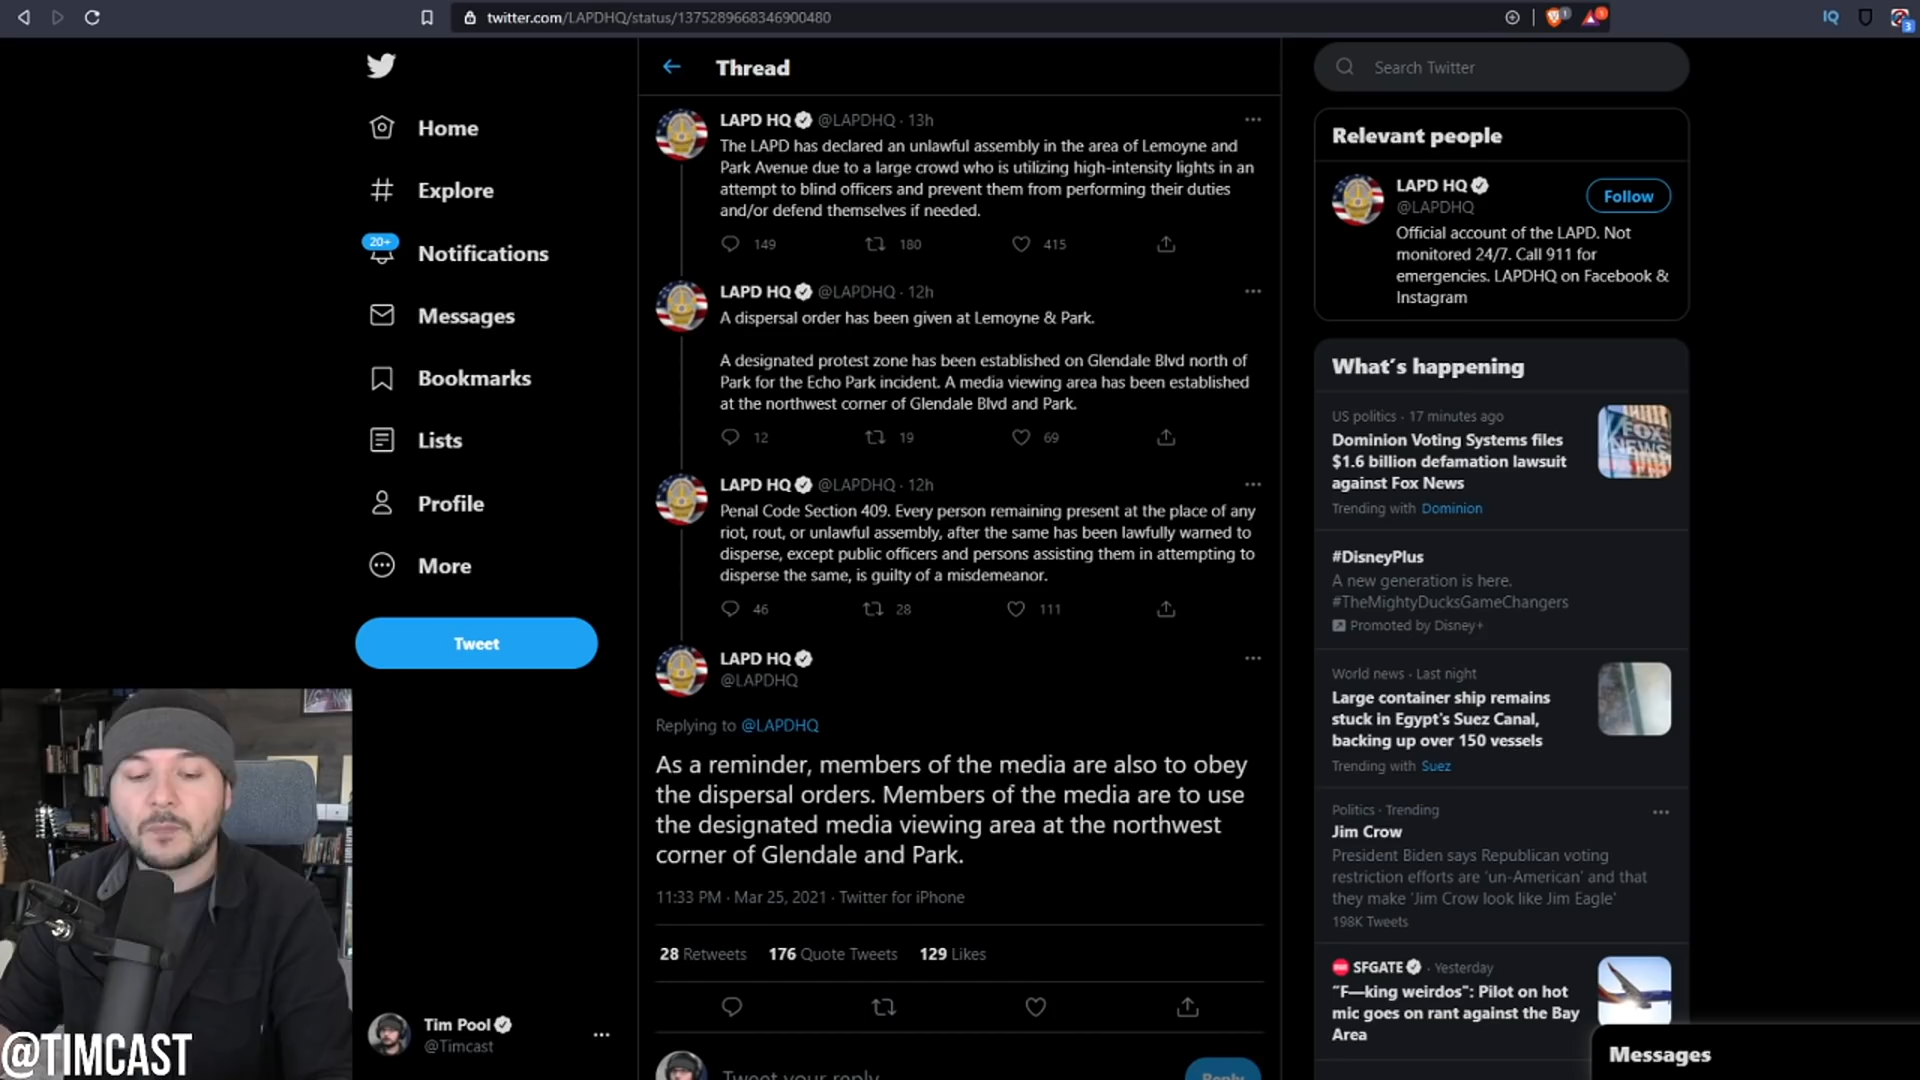 twitter.com/LAPDHQ/status/1375289668346900480
IQ
3
Home
Explore
20+
Notifications
Messages
Bookmarks
Lists
Profile
More
Tweet
Tim Pool
@Timcast
@TIMCAST
Thread
LAPD HQ @LAPDHQ · 13h
The LAPD has declared an unlawful assembly in the area of Lemoyne and
Park Avenue due to a large crowd who is utilizing high-intensity lights in an
attempt to blind officers and prevent them from performing their duties
and/or defend themselves if needed.
149 180 415
LAPD HQ @LAPDHQ · 12h
A dispersal order has been given at Lemoyne & Park.
A designated protest zone has been established on Glendale Blvd north of
Park for the Echo Park incident. A media viewing area has been established
at the northwest corner of Glendale Blvd and Park.
12 19 69
LAPD HQ @LAPDHQ · 12h
Penal Code Section 409. Every person remaining present at the place of any
riot, rout, or unlawful assembly, after the same has been lawfully warned to
disperse, except public officers and persons assisting them in attempting to
disperse the same, is guilty of a misdemeanor.
46 28 111
LAPD HQ
@LAPDHQ
Replying to @LAPDHQ
As a reminder, members of the media are also to obey
the dispersal orders. Members of the media are to use
the designated media viewing area at the northwest
corner of Glendale and Park.
11:33 PM · Mar 25, 2021 · Twitter for iPhone
28 Retweets 176 Quote Tweets 129 Likes
Tweet your reply
Reply
Search Twitter
Relevant people
LAPD HQ
@LAPDHQ
Follow
Official account of the LAPD. Not
monitored 24/7. Call 911 for
emergencies. LAPDHQ on Facebook &
Instagram
What's happening
US politics · 17 minutes ago
Dominion Voting Systems files
$1.6 billion defamation lawsuit
against Fox News
Trending with Dominion
FOX
NEWS
#DisneyPlus
A new generation is here.
#TheMightyDucksGameChangers
Promoted by Disney+
World news · Last night
Large container ship remains
stuck in Egypt's Suez Canal,
backing up over 150 vessels
Trending with Suez
Politics · Trending
Jim Crow
President Biden says Republican voting
restriction efforts are 'un-American' and that
they make 'Jim Crow look like Jim Eagle'
198K Tweets
SFGATE · Yesterday
"F—king weirdos": Pilot on hot
mic goes on rant against the Bay
Area
Messages